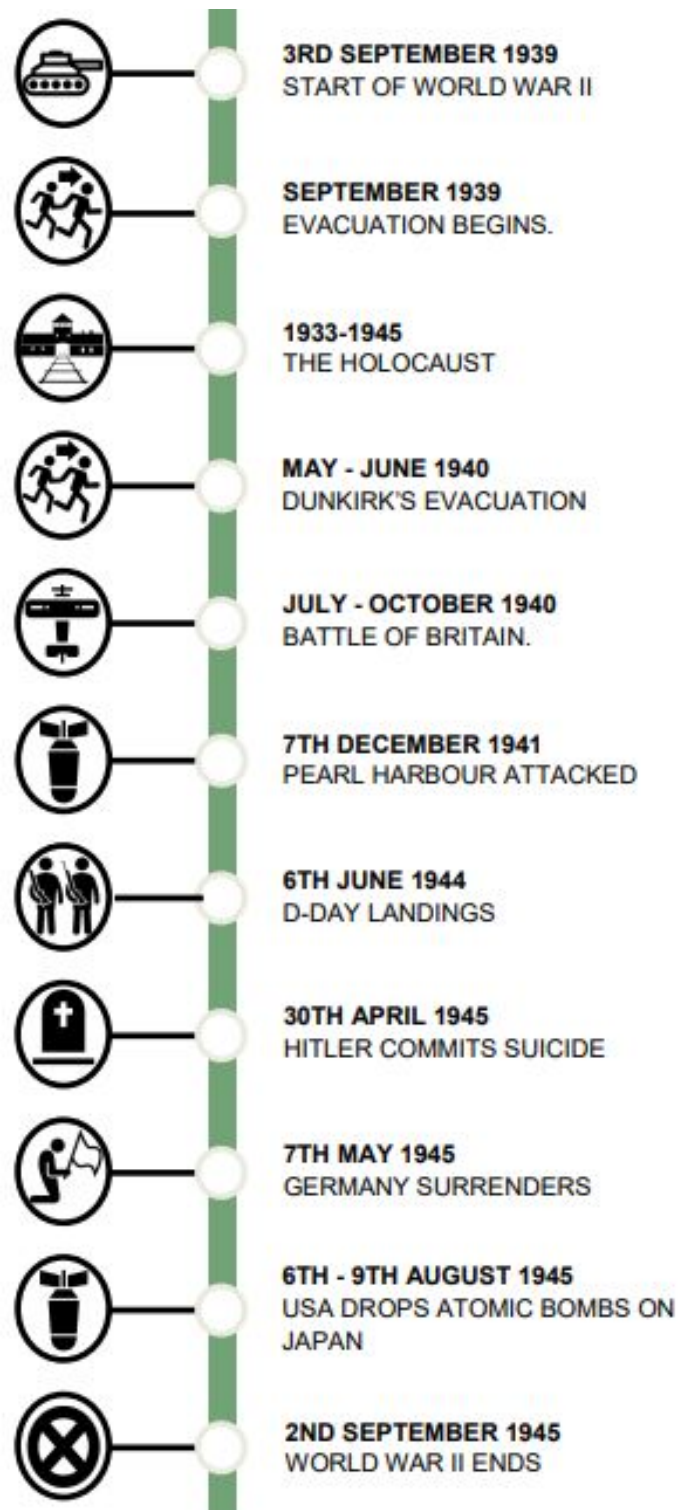 3RD SEPTEMBER 1939
START OF WORLD WAR II
SEPTEMBER 1939
EVACUATION BEGINS.
1933-1945
THE HOLOCAUST
MAY - JUNE 1940
DUNKIRK'S EVACUATION
JULY - OCTOBER 1940
BATTLE OF BRITAIN.
7TH DECEMBER 1941
PEARL HARBOUR ATTACKED
6TH JUNE 1944
D-DAY LANDINGS
30TH APRIL 1945
HITLER COMMITS SUICIDE
7TH MAY 1945
GERMANY SURRENDERS
6TH - 9TH AUGUST 1945
USA DROPS ATOMIC BOMBS ON
JAPAN
2ND SEPTEMBER 1945
WORLD WAR II ENDS